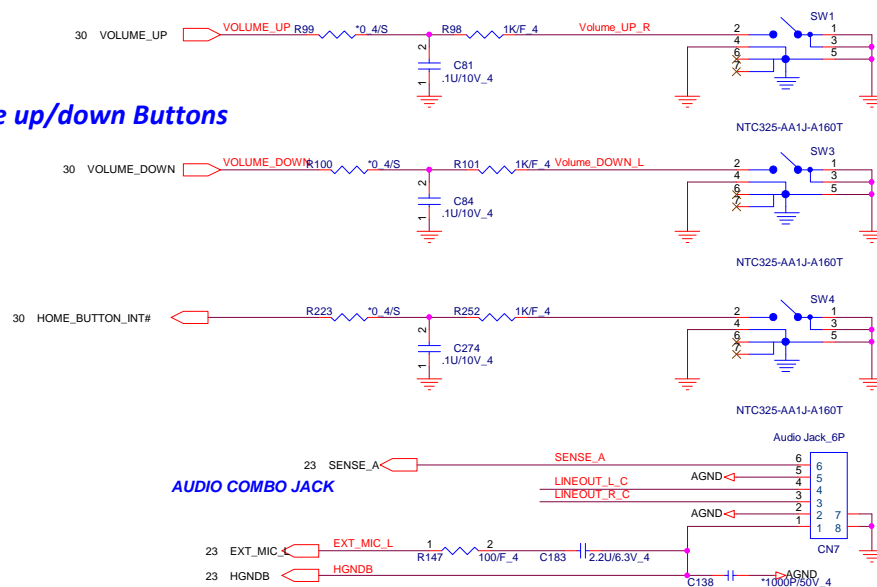 30 VOLUME_UP VOLUME_UP R99 *0_4/S R98 1K/F_4 Volume_UP_R 2 4 6 7 SW1 1 3 5
2 1 C81 .1U/10V_4
e up/down Buttons
NTC325-AA1J-A160T
30 VOLUME_DOWN VOLUME_DOWN R100 *0_4/S R101 1K/F_4 Volume_DOWN_L 2 4 6 7 SW3 1 3 5
2 1 C84 .1U/10V_4
NTC325-AA1J-A160T
30 HOME_BUTTON_INT# R223 *0_4/S R252 1K/F_4 2 4 6 7 SW4 1 3 5
2 1 C274 .1U/10V_4
NTC325-AA1J-A160T
Audio Jack_6P
23 SENSE_A SENSE_A 6 6
AGND 5 5
AUDIO COMBO JACK LINEOUT_L_C 4 4
LINEOUT_R_C 3 3
AGND 2 2 7
1 1 8
CN7
23 EXT_MIC_L EXT_MIC_L 1 2 R147 100/F_4 C183 2.2U/6.3V_4
23 HGNDB HGNDB C138 *1000P/50V_4 AGND